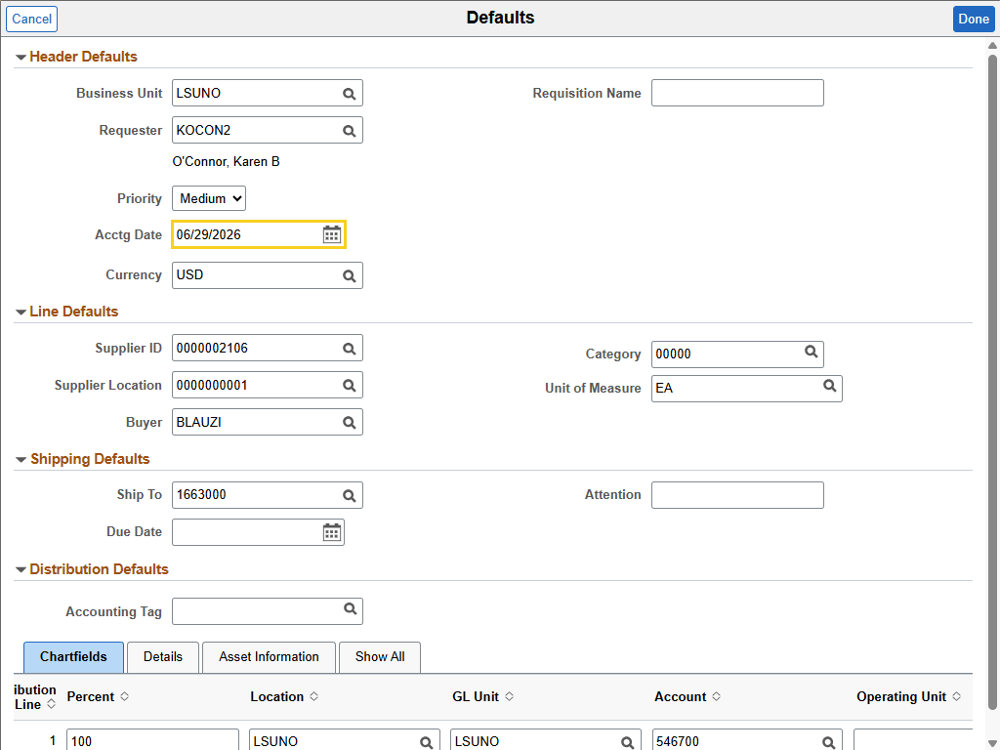 Cancel
Defaults
Done
Header Defaults
Business Unit LSUNO
Requisition Name
Requester KOCON2
O'Connor, Karen B
Priority Medium
Acctg Date 06/29/2026
Currency USD
Line Defaults
Supplier ID 0000002106
Category 00000
Supplier Location 0000000001
Unit of Measure EA
Buyer BLAUZI
Shipping Defaults
Ship To 1663000
Attention
Due Date
Distribution Defaults
Accounting Tag
Chartfields Details Asset Information Show All
ibution
Line Percent Location GL Unit Account Operating Unit
1 100 LSUNO LSUNO 546700